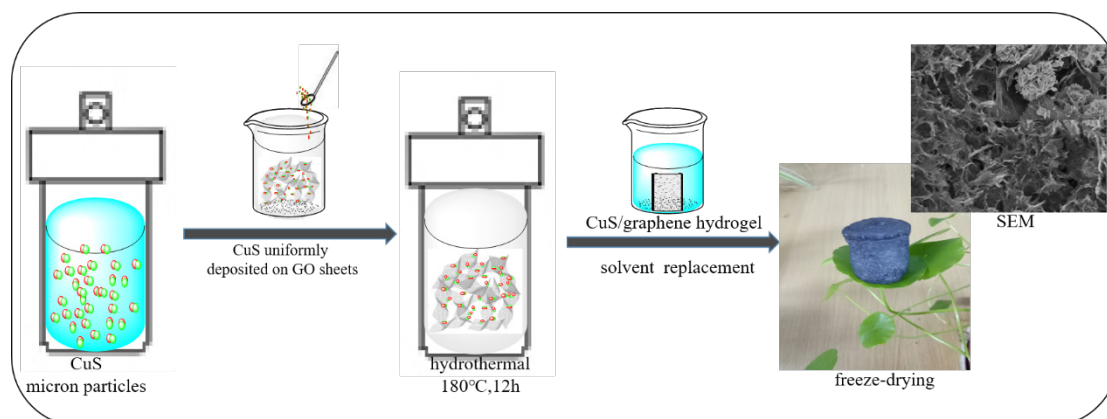 CuS
micron particles
CuS uniformly
deposited on GO sheets
hydrothermal
180℃,12h
CuS/graphene hydrogel
solvent replacement
freeze-drying
SEM